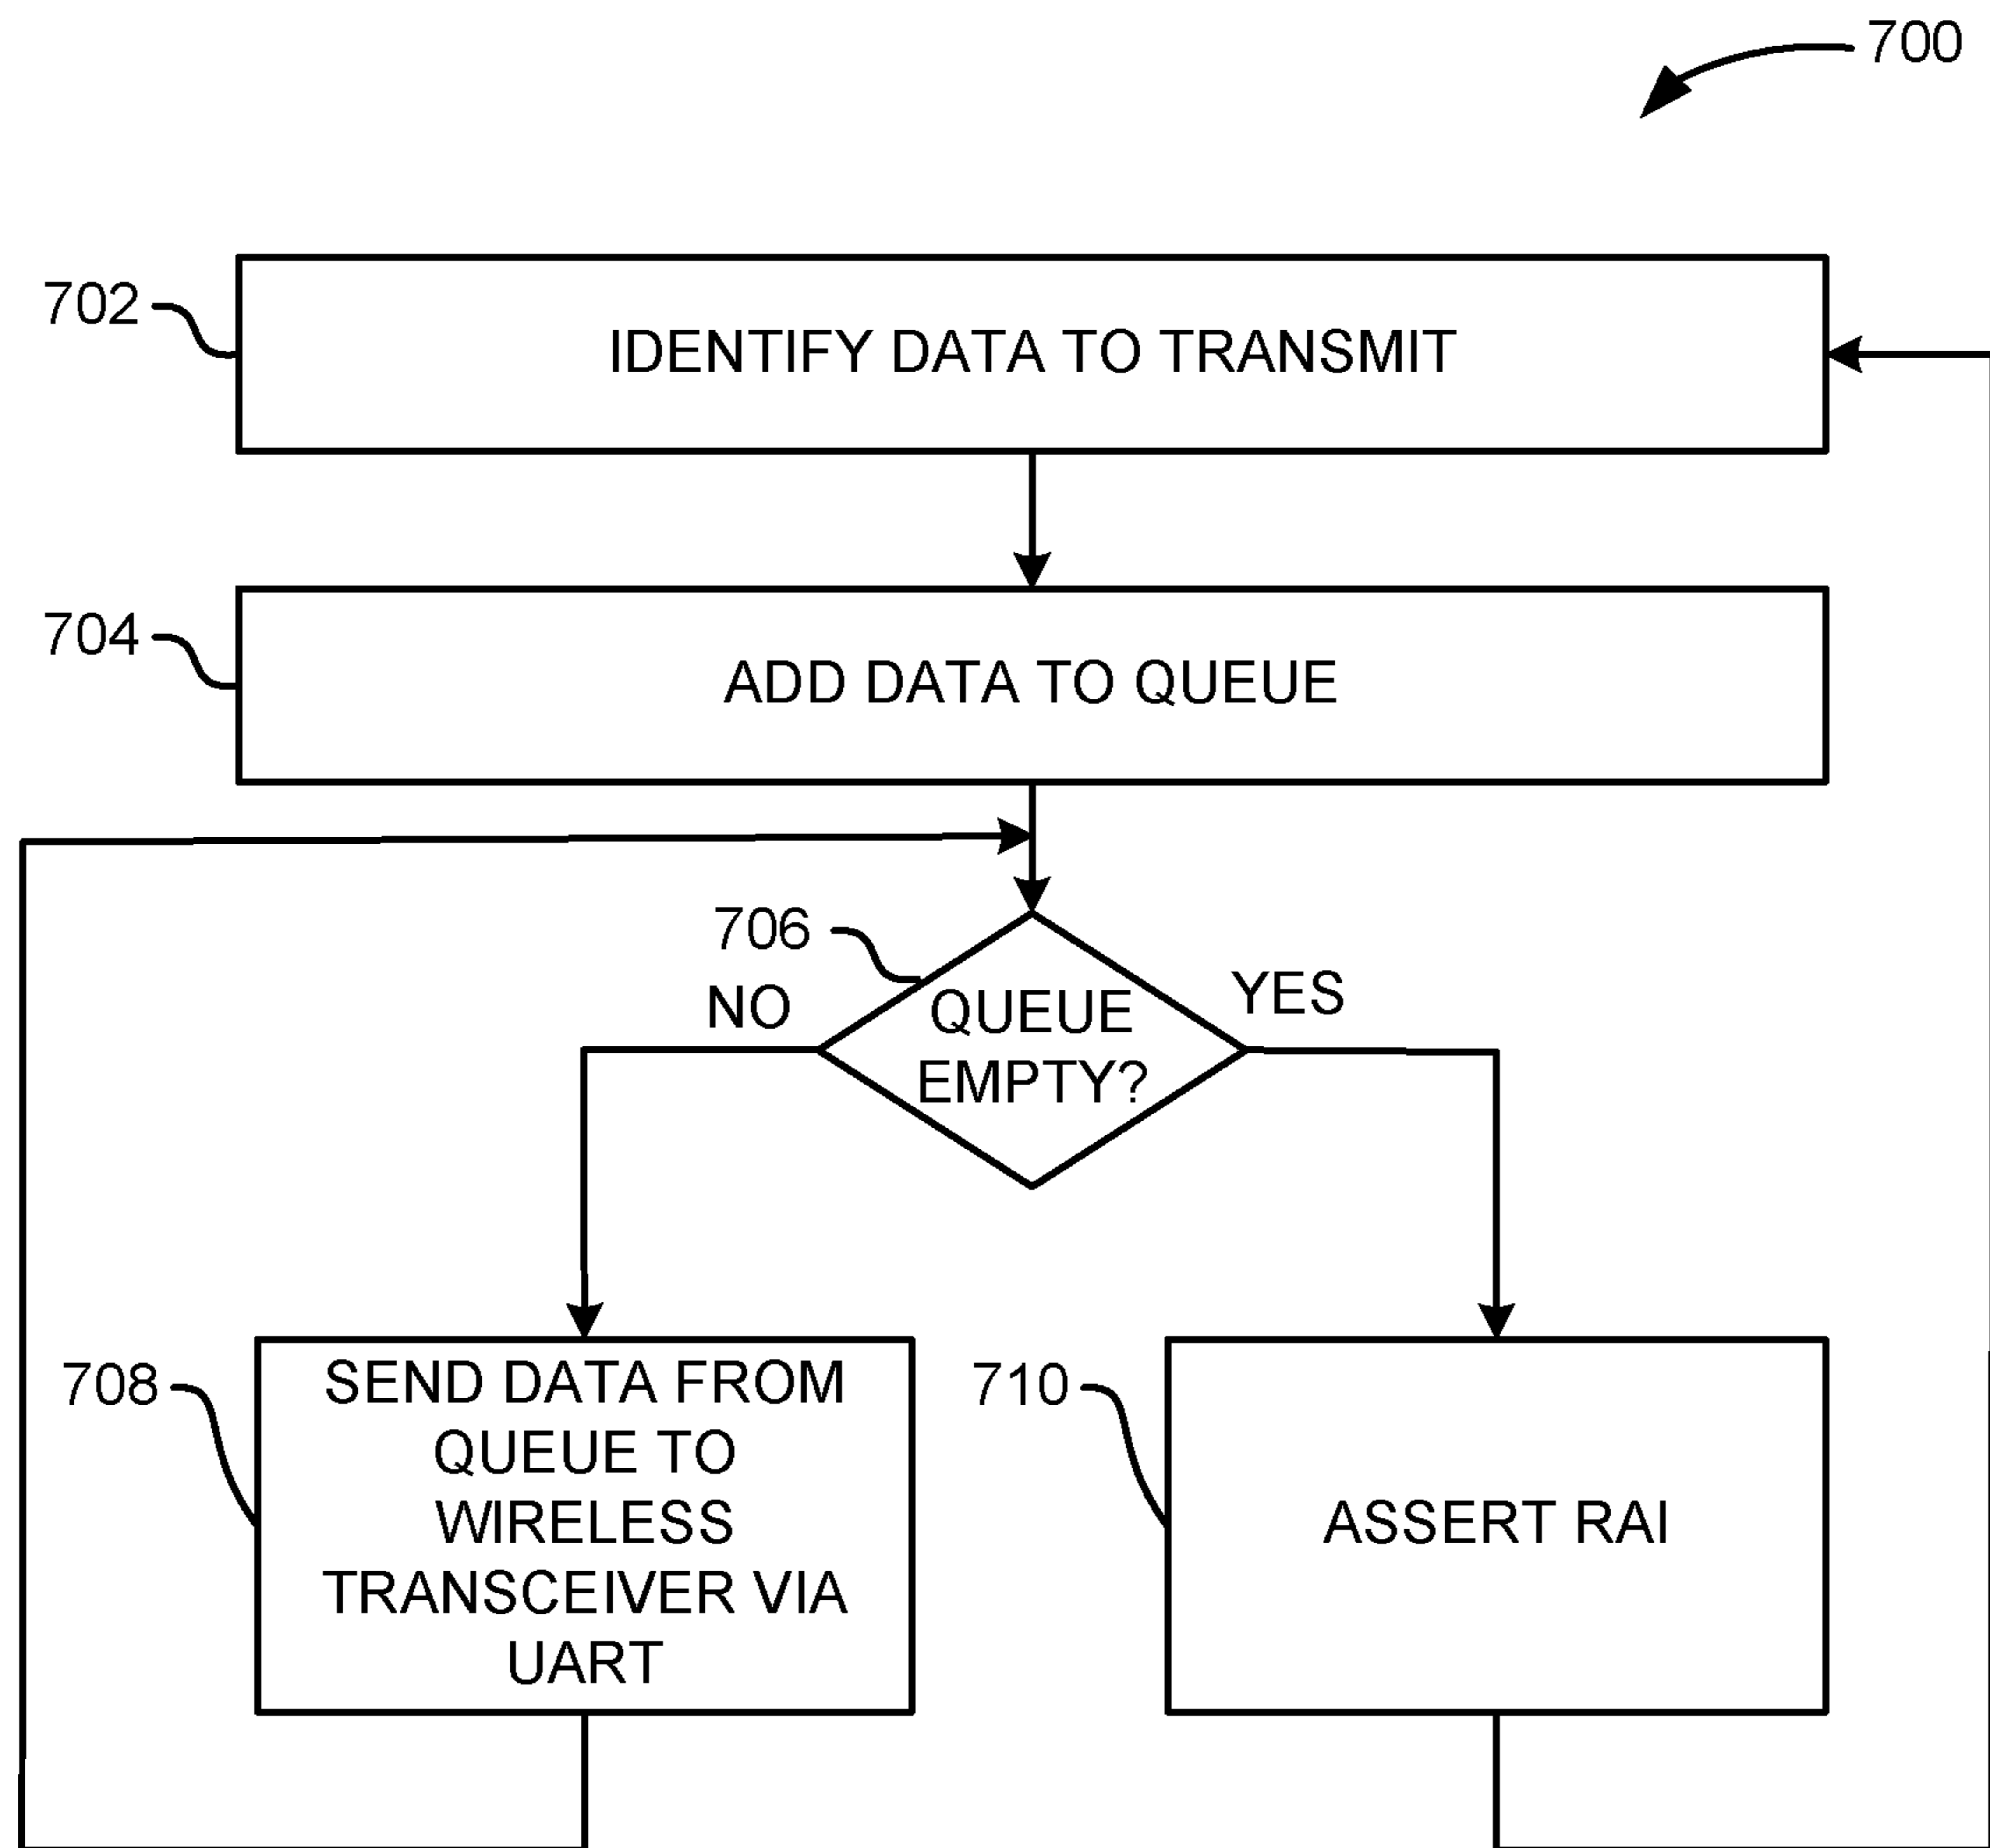 700
702
IDENTIFY DATA TO TRANSMIT
704
ADD DATA TO QUEUE
706
NO
YES
QUEUE
EMPTY?
708
SEND DATA FROM
QUEUE TO
WIRELESS
TRANSCEIVER VIA
UART
710
ASSERT RAI